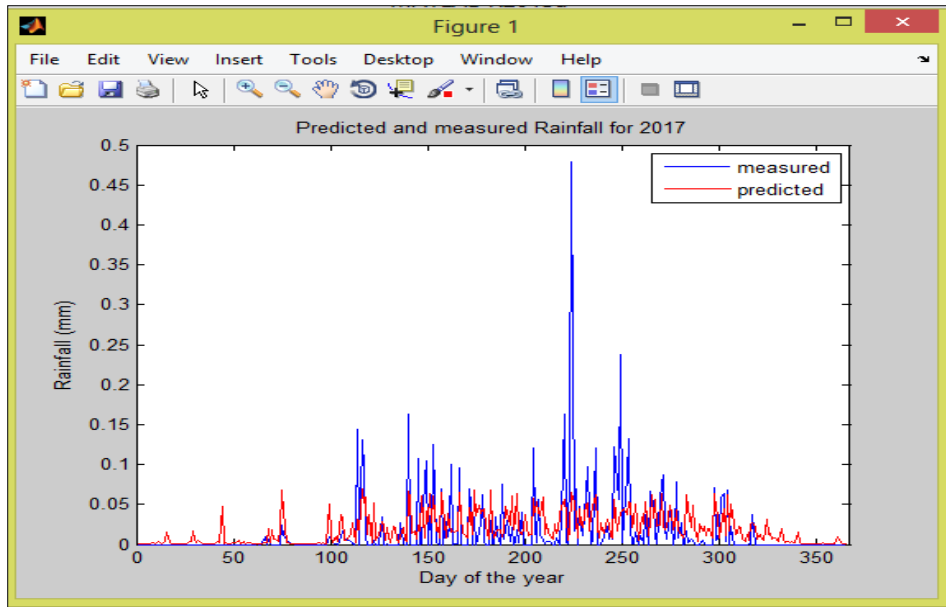 Figure 1
File Edit View Insert Tools Desktop Window Help
Predicted and measured Rainfall for 2017
measured
predicted
Rainfall (mm)
0.5
0.45
0.4
0.35
0.3
0.25
0.2
0.15
0.1
0.05
0
0 50 100 150 200 250 300 350
Day of the year